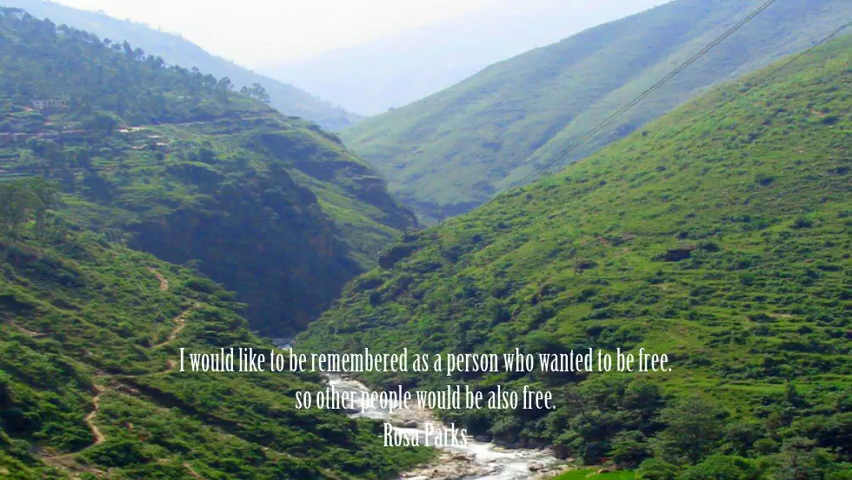 I would like to be remembered as a person who wanted to be free.
so other people would be also free.
Rosa Parks